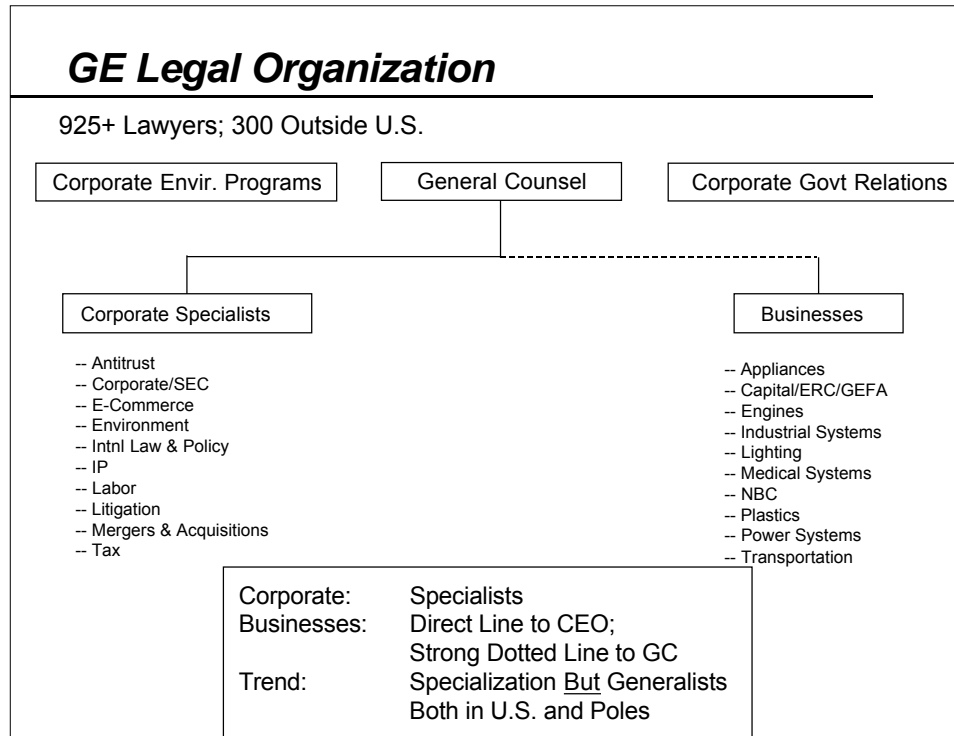 GE Legal Organization
925+ Lawyers; 300 Outside U.S.
Corporate Envir. Programs
General Counsel
Corporate Govt Relations
Corporate Specialists
-- Antitrust
-- Corporate/SEC
-- E-Commerce
-- Environment
-- Intnl Law & Policy
-- IP
-- Labor
-- Litigation
-- Mergers & Acquisitions
-- Tax
Businesses
-- Appliances
-- Capital/ERC/GEFA
-- Engines
-- Industrial Systems
-- Lighting
-- Medical Systems
-- NBC
-- Plastics
-- Power Systems
-- Transportation
Corporate: Specialists
Businesses: Direct Line to CEO;
Strong Dotted Line to GC
Trend: Specialization But Generalists
Both in U.S. and Poles